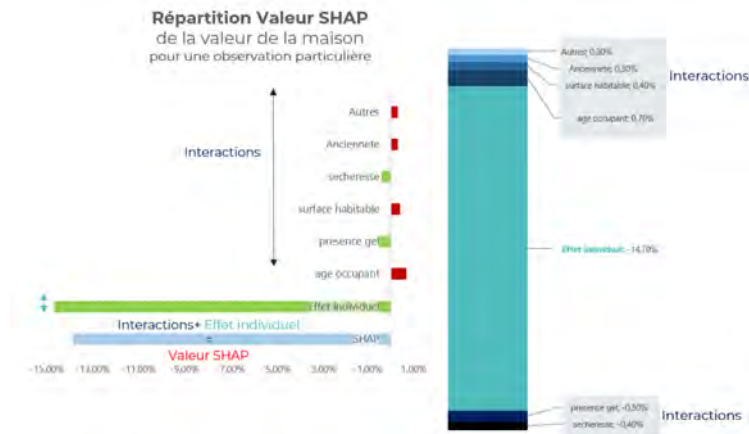 Répartition Valeur SHAP
de la valeur de la maison
pour une observation particulière
Interactions
Autres
Anciennete
secheresse
surface habitable
presence gel
age occupant
Effet individuel
Interactions+ Effet individuel
=
SHAP
Valeur SHAP
-15,00% -13,00% -11,00% -9,00% -7,00% -5,00% -3,00% -1,00% 1,00%
Autres; 0,30%
Anciennete; 0,30%
surface habitable; 0,40%
age occupant; 0,70%
Interactions
Effet individuel; -14,70%
presence gel; -0,50%
secheresse; -0,40%
Interactions